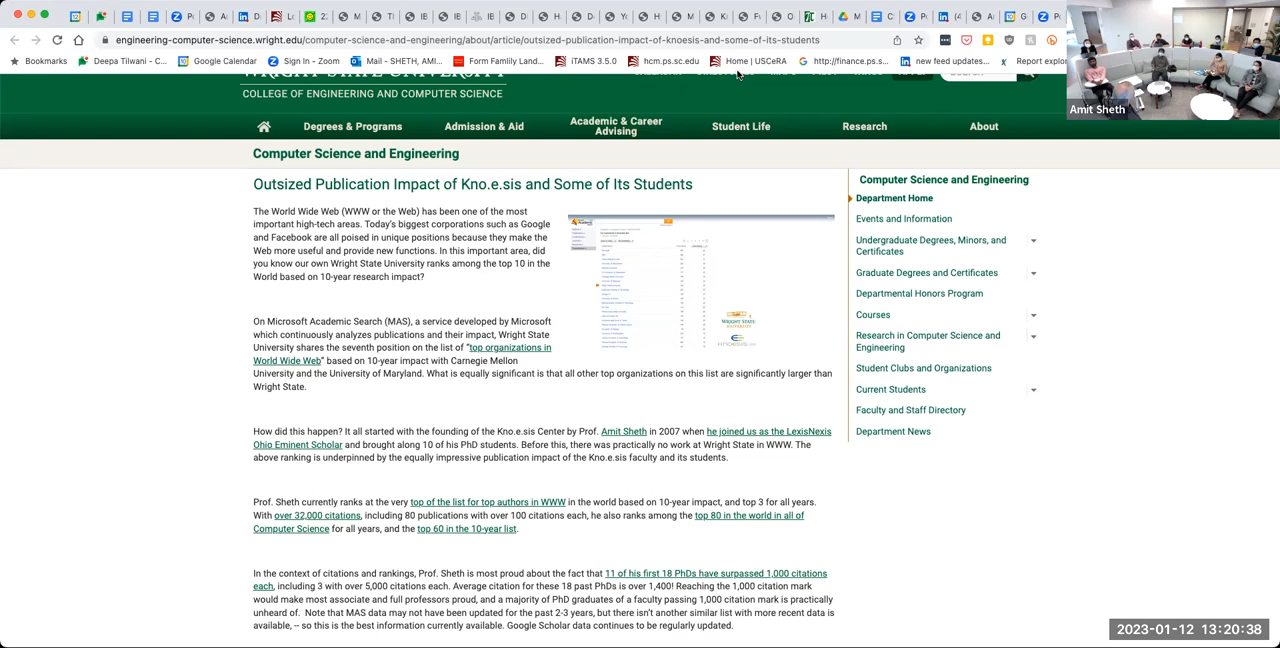 engineering-computer-science.wright.edu/computer-science-and-engineering/about/article/outsized-publication-impact-of-knoesis-and-some-of-its-students
Bookmarks Deepa Tilwani - C... Google Calendar Sign In - Zoom Mail - SHETH, AMI... Form Familiy Land... iTAMS 3.5.0 hcm.ps.sc.edu Home | USCeRA http://finance.ps.s... new feed updates... Report explor
Amit Sheth
COLLEGE OF ENGINEERING AND COMPUTER SCIENCE
Degrees & Programs Admission & Aid Academic & Career Advising Student Life Research About
Computer Science and Engineering
Outsized Publication Impact of Kno.e.sis and Some of Its Students
The World Wide Web (WWW or the Web) has been one of the most
important high-tech areas. Today's biggest corporations such as Google
and Facebook are all poised in unique positions because they make the
Web more useful and provide new functions. In this important area, did
you know our own Wright State University ranks among the top 10 in the
World based on 10-year research impact?
On Microsoft Academic Search (MAS), a service developed by Microsoft
which continuously analyzes publications and their impact, Wright State
University shares the seventh position on the list of "top organizations in
World Wide Web" based on 10-year impact with Carnegie Mellon
University and the University of Maryland. What is equally significant is that all other top organizations on this list are significantly larger than
Wright State.
How did this happen? It all started with the founding of the Kno.e.sis Center by Prof. Amit Sheth in 2007 when he joined us as the LexisNexis
Ohio Eminent Scholar and brought along 10 of his PhD students. Before this, there was practically no work at Wright State in WWW. The
above ranking is underpinned by the equally impressive publication impact of the Kno.e.sis faculty and its students.
Prof. Sheth currently ranks at the very top of the list for top authors in WWW in the world based on 10-year impact, and top 3 for all years.
With over 32,000 citations, including 80 publications with over 100 citations each, he also ranks among the top 80 in the world in all of
Computer Science for all years, and the top 60 in the 10-year list.
In the context of citations and rankings, Prof. Sheth is most proud about the fact that 11 of his first 18 PhDs have surpassed 1,000 citations
each, including 3 with over 5,000 citations each. Average citation for these 18 past PhDs is over 1,400! Reaching the 1,000 citation mark
would make most associate and full professors proud, and a majority of PhD graduates of a faculty passing 1,000 citation mark is practically
unheard of. Note that MAS data may not have been updated for the past 2-3 years, but there isn't another similar list with more recent data is
available, -- so this is the best information currently available. Google Scholar data continues to be regularly updated.
WRIGHT STATE
UNIVERSITY
Computer Science and Engineering
Department Home
Events and Information
Undergraduate Degrees, Minors, and
Certificates
Graduate Degrees and Certificates
Departmental Honors Program
Courses
Research in Computer Science and
Engineering
Student Clubs and Organizations
Current Students
Faculty and Staff Directory
Department News
2023-01-12 13:20:38